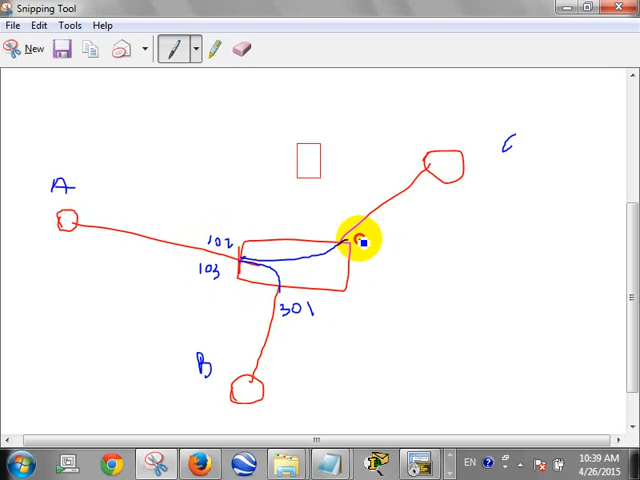 Snipping Tool
File Edit Tools Help
New
C
A
102
103
301
B
EN
10:39 AM
4/26/2015